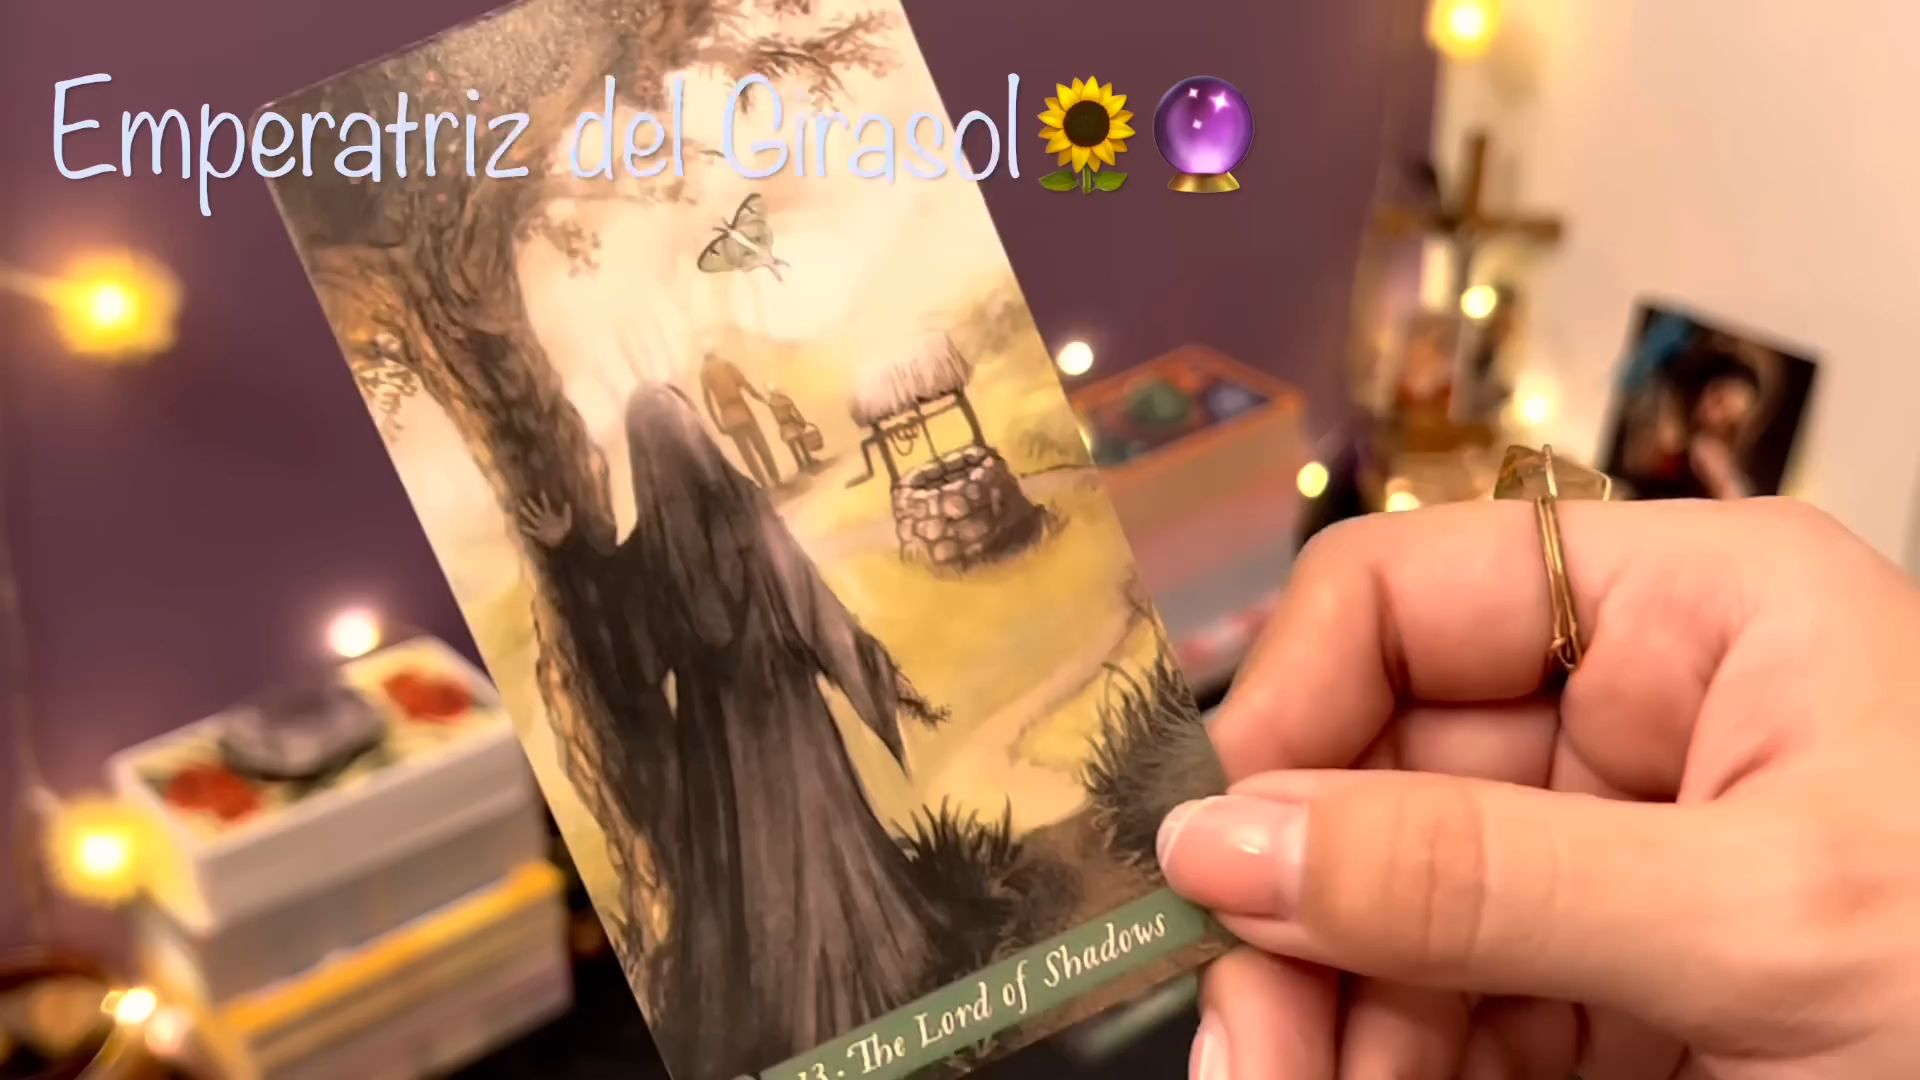 Emperatriz del Girasol🌻🔮
13. The Lord of Shadows